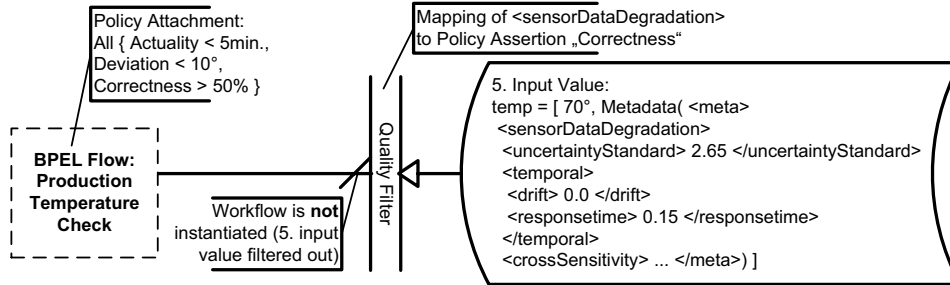 Policy Attachment:
All { Actuality < 5min.,
Deviation < 10°,
Correctness > 50% }
Mapping of <sensorDataDegradation>
to Policy Assertion „Correctness“
BPEL Flow:
Production
Temperature
Check
Workflow is not
instantiated (5. input
value filtered out)
Quality Filter
5. Input Value:
temp = [ 70°, Metadata( <meta>
<sensorDataDegradation>
<uncertaintyStandard> 2.65 </uncertaintyStandard>
<temporal>
<drift> 0.0 </drift>
<responsetime> 0.15 </responsetime>
</temporal>
<crossSensitivity> ... </meta>) ]